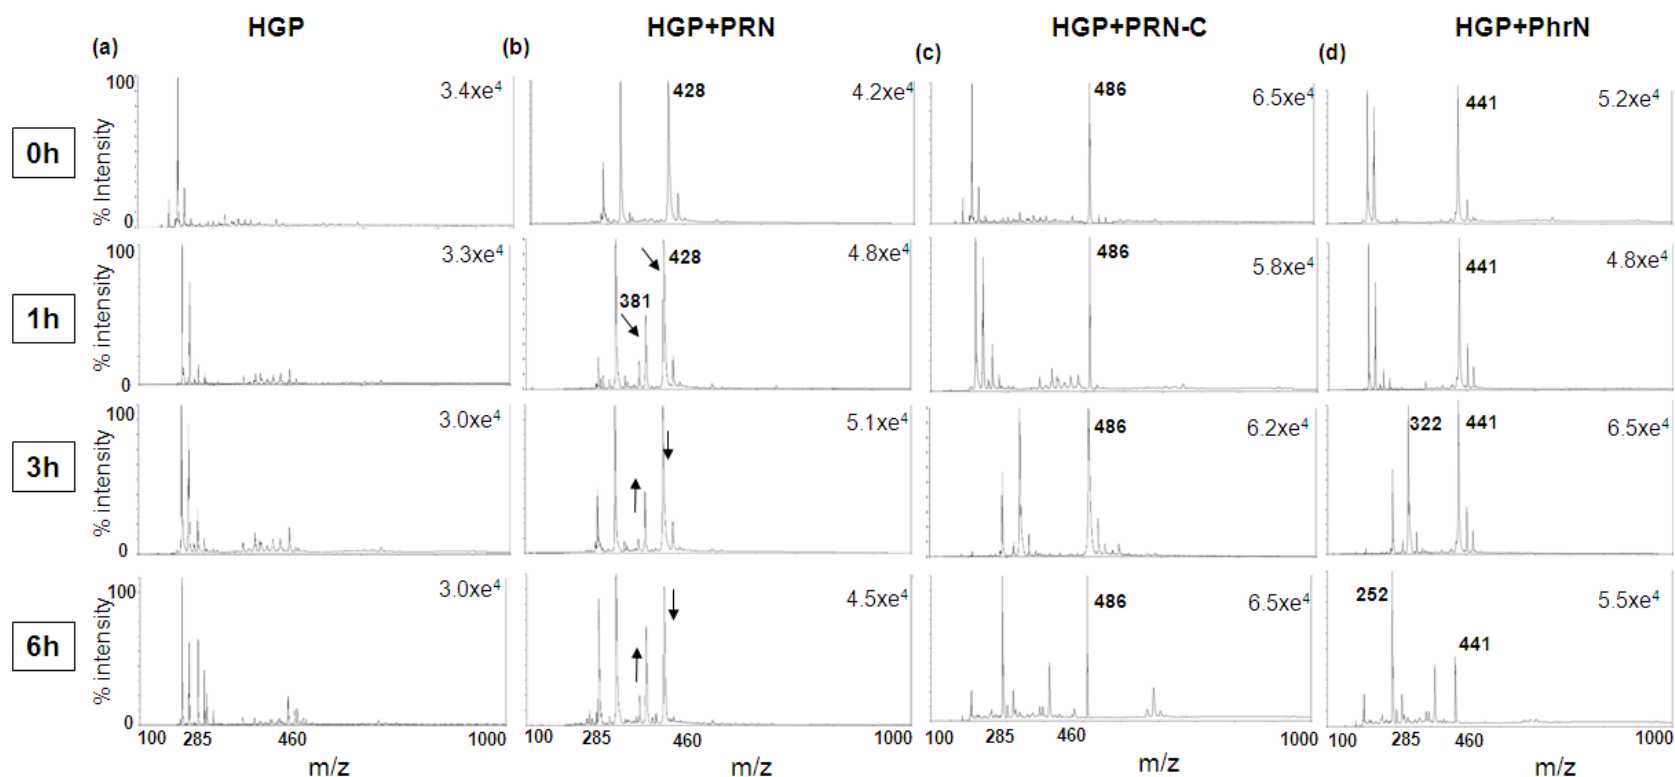 HGP HGP+PRN HGP+PRN-C HGP+PhrN
(a) (b) (c) (d)
0h
% Intensity
100
0
3.4xe4
428
4.2xe4
486
6.5xe4
441
5.2xe4
1h
% intensity
100
0
3.3xe4
381
428
4.8xe4
486
5.8xe4
441
4.8xe4
3h
% intensity
100
0
3.0xe4
5.1xe4
486
6.2xe4
322
441
6.5xe4
6h
% intensity
100
0
3.0xe4
4.5xe4
486
6.5xe4
252
441
5.5xe4
100 285 460 1000
100 285 460 1000
100 285 460 1000
100 285 460 1000
m/z m/z m/z m/z